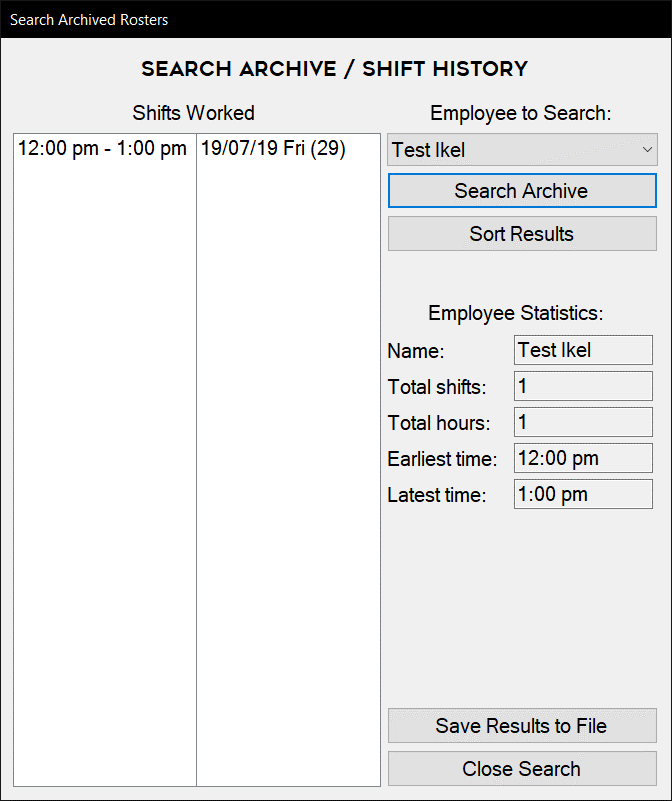 Search Archived Rosters
SEARCH ARCHIVE / SHIFT HISTORY
Shifts Worked
12:00 pm - 1:00 pm 19/07/19 Fri (29)
Employee to Search:
Test Ikel
Search Archive
Sort Results
Employee Statistics:
Name: Test Ikel
Total shifts: 1
Total hours: 1
Earliest time: 12:00 pm
Latest time: 1:00 pm
Save Results to File
Close Search